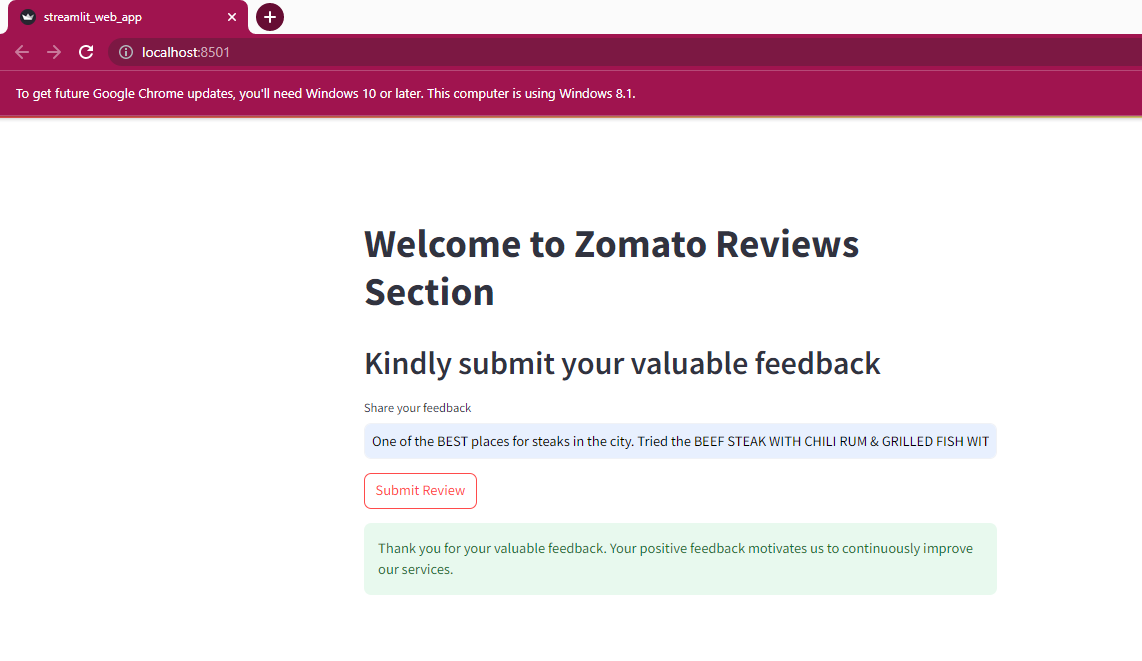 streamlit_web_app
localhost:8501
To get future Google Chrome updates, you'll need Windows 10 or later. This computer is using Windows 8.1.
Welcome to Zomato Reviews
Section
Kindly submit your valuable feedback
Share your feedback
One of the BEST places for steaks in the city. Tried the BEEF STEAK WITH CHILI RUM & GRILLED FISH WIT
Submit Review
Thank you for your valuable feedback. Your positive feedback motivates us to continuously improve
our services.